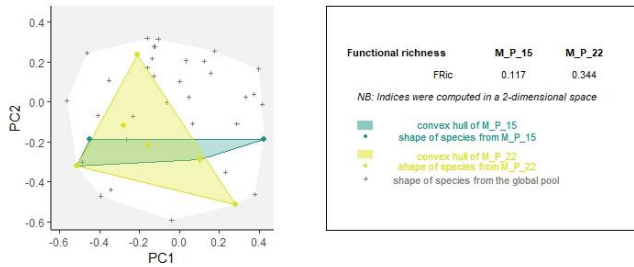 0.4
0.2
0.0
-0.2
-0.4
-0.6
PC2
-0.6
-0.4
-0.2
0.0
0.2
0.4
PC1
Functional richness M_P_15 M_P_22
FRic 0.117 0.344
NB: Indices were computed in a 2-dimensional space
convex hull of M_P_15
shape of species from M_P_15
convex hull of M_P_22
shape of species from M_P_22
shape of species from the global pool